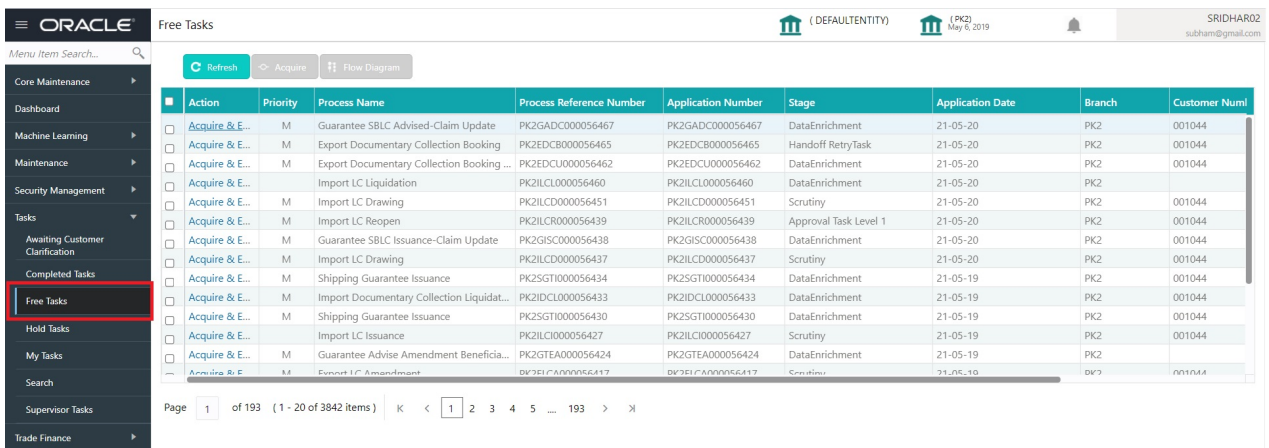 ORACLE
Free Tasks
( DEFAULTENTITY)
( PK2)
May 6, 2019
SRIDHAR02
subham@gmail.com
Menu Item Search...
Core Maintenance
Dashboard
Machine Learning
Maintenance
Security Management
Tasks
Awaiting Customer
Clarification
Completed Tasks
Free Tasks
Hold Tasks
My Tasks
Search
Supervisor Tasks
Trade Finance
Refresh Acquire Flow Diagram
Action Priority Process Name Process Reference Number Application Number Stage Application Date Branch Customer Numl
Acquire & E... M Guarantee SBLC Advised-Claim Update PK2GADC000056467 PK2GADC000056467 DataEnrichment 21-05-20 PK2 001044
Acquire & E... M Export Documentary Collection Booking PK2EDCB000056465 PK2EDCB000056465 Handoff RetryTask 21-05-20 PK2 001044
Acquire & E... M Export Documentary Collection Booking ... PK2EDCU000056462 PK2EDCU000056462 DataEnrichment 21-05-20 PK2 001044
Acquire & E... Import LC Liquidation PK2ILCL000056460 PK2ILCL000056460 DataEnrichment 21-05-20 PK2
Acquire & E... M Import LC Drawing PK2ILCD000056451 PK2ILCD000056451 Scrutiny 21-05-20 PK2 001044
Acquire & E... M Import LC Reopen PK2ILCR000056439 PK2ILCR000056439 Approval Task Level 1 21-05-20 PK2 001044
Acquire & E... M Guarantee SBLC Issuance-Claim Update PK2GISC000056438 PK2GISC000056438 DataEnrichment 21-05-20 PK2 001044
Acquire & E... M Import LC Drawing PK2ILCD000056437 PK2ILCD000056437 Scrutiny 21-05-20 PK2 001044
Acquire & E... M Shipping Guarantee Issuance PK2SGTI000056434 PK2SGTI000056434 DataEnrichment 21-05-19 PK2 001044
Acquire & E... M Import Documentary Collection Liquidat... PK2IDCL000056433 PK2IDCL000056433 DataEnrichment 21-05-19 PK2 001044
Acquire & E... M Shipping Guarantee Issuance PK2SGTI000056430 PK2SGTI000056430 DataEnrichment 21-05-19 PK2 001044
Acquire & E... Import LC Issuance PK2ILCI000056427 PK2ILCI000056427 Scrutiny 21-05-19 PK2 001044
Acquire & E... M Guarantee Advise Amendment Beneficia... PK2GTEA000056424 PK2GTEA000056424 DataEnrichment 21-05-19 PK2
Acquire & E... M Export LC Amendment PK2ELCA000056417 PK2ELCA000056417 Scrutiny 21-05-19 PK2 001044
Page 1 of 193 ( 1 - 20 of 3842 items ) 1 2 3 4 5 .... 193